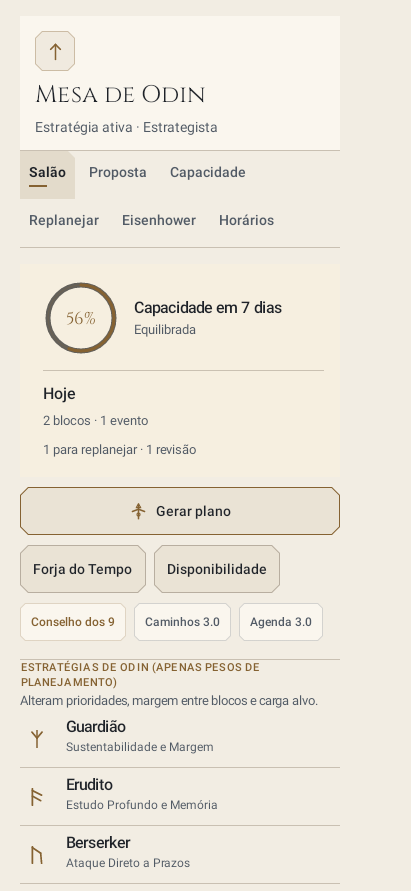 Mesa de Odin
Estratégia ativa · Estrategista
Salão Proposta Capacidade
Replanejar Eisenhower Horários
56%
Capacidade em 7 dias
Equilibrada
Hoje
2 blocos · 1 evento
1 para replanejar · 1 revisão
Gerar plano
Forja do Tempo Disponibilidade
Conselho dos 9 Caminhos 3.0 Agenda 3.0
ESTRATÉGIAS DE ODIN (APENAS PESOS DE
PLANEJAMENTO)
Alteram prioridades, margem entre blocos e carga alvo.
Guardião
Sustentabilidade e Margem
Erudito
Estudo Profundo e Memória
Berserker
Ataque Direto a Prazos